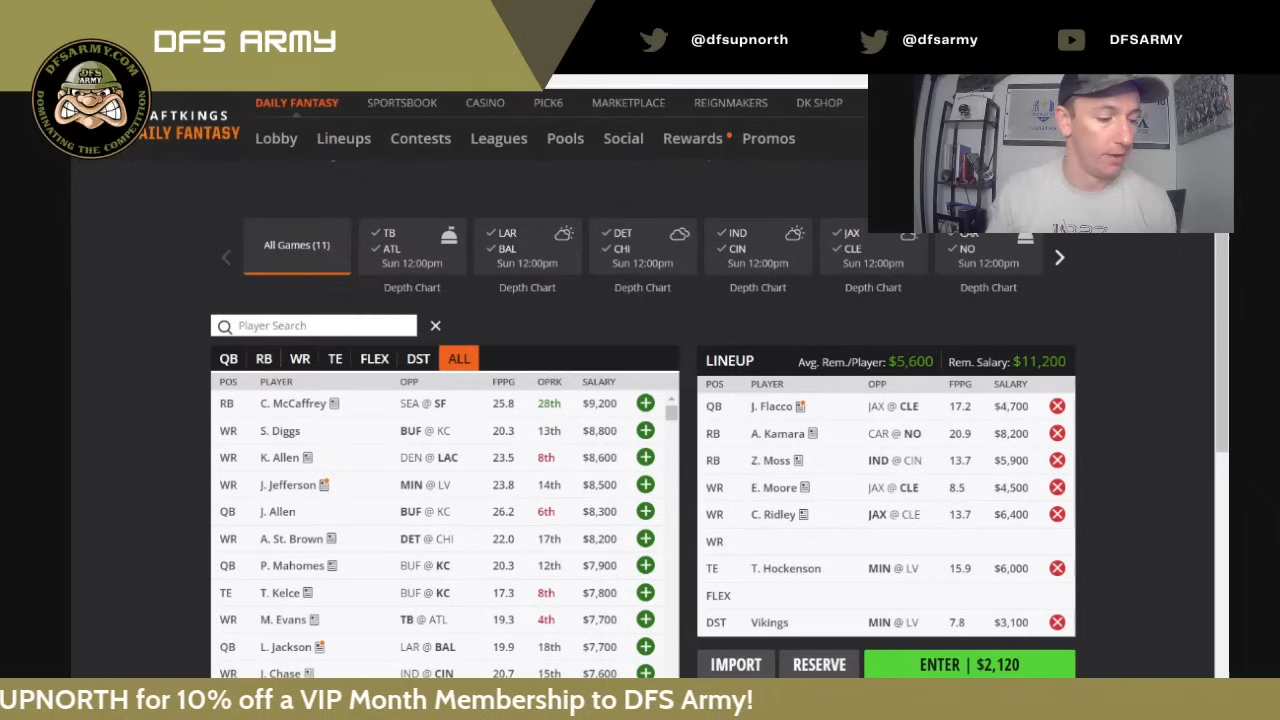 DFS ARMY
@dfsupnorth
@dfsarmy
DFSARMY
DFSARMY.COM
DFS
DOMINATING THE COMPETITION
AFTKINGS
AILY FANTASY
DAILY FANTASY SPORTSBOOK CASINO PICK6 MARKETPLACE REIGNMAKERS DK SHOP
Lobby Lineups Contests Leagues Pools Social Rewards Promos
All Games (11)
TB
ATL
Sun 12:00pm
Depth Chart
LAR
BAL
Sun 12:00pm
Depth Chart
DET
CHI
Sun 12:00pm
Depth Chart
IND
CIN
Sun 12:00pm
Depth Chart
JAX
CLE
Sun 12:00pm
Depth Chart
CAR
NO
Sun 12:00pm
Depth Chart
Player Search
QB RB WR TE FLEX DST ALL
POS PLAYER OPP FPPG OPRK SALARY
RB C. McCaffrey SEA @ SF 25.8 28th $9,200
WR S. Diggs BUF @ KC 20.3 13th $8,800
WR K. Allen DEN @ LAC 23.5 8th $8,600
WR J. Jefferson MIN @ LV 23.8 14th $8,500
QB J. Allen BUF @ KC 26.2 6th $8,300
WR A. St. Brown DET @ CHI 22.0 17th $8,200
QB P. Mahomes BUF @ KC 20.3 12th $7,900
TE T. Kelce BUF @ KC 17.3 8th $7,800
WR M. Evans TB @ ATL 19.3 4th $7,700
QB L. Jackson LAR @ BAL 19.9 18th $7,700
WR J. Chase IND @ CIN 20.7 15th $7,600
LINEUP Avg. Rem./Player: $5,600 Rem. Salary: $11,200
POS PLAYER OPP FPPG SALARY
QB J. Flacco JAX @ CLE 17.2 $4,700
RB A. Kamara CAR @ NO 20.9 $8,200
RB Z. Moss IND @ CIN 13.7 $5,900
WR E. Moore JAX @ CLE 8.5 $4,500
WR C. Ridley JAX @ CLE 13.7 $6,400
WR
TE T. Hockenson MIN @ LV 15.9 $6,000
FLEX
DST Vikings MIN @ LV 7.8 $3,100
IMPORT RESERVE ENTER | $2,120
UPNORTH for 10% off a VIP Month Membership to DFS Army!